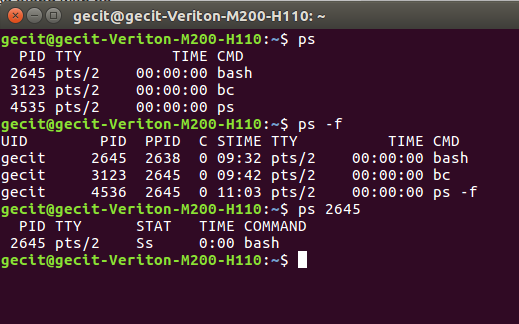 gecit@gecit-Veriton-M200-H110: ~
gecit@gecit-Veriton-M200-H110:~$ ps
  PID TTY          TIME CMD
 2645 pts/2    00:00:00 bash
 3123 pts/2    00:00:00 bc
 4535 pts/2    00:00:00 ps
gecit@gecit-Veriton-M200-H110:~$ ps -f
UID        PID  PPID  C STIME TTY          TIME CMD
gecit     2645  2638  0 09:32 pts/2    00:00:00 bash
gecit     3123  2645  0 09:42 pts/2    00:00:00 bc
gecit     4536  2645  0 11:03 pts/2    00:00:00 ps -f
gecit@gecit-Veriton-M200-H110:~$ ps 2645
  PID TTY      STAT   TIME COMMAND
 2645 pts/2    Ss     0:00 bash
gecit@gecit-Veriton-M200-H110:~$